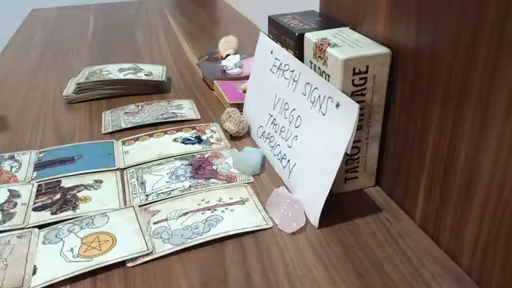 *EARTH SIGNS*
VIRGO
TAURUS
CAPRICORN
TAROT
TAROT VINTAGE